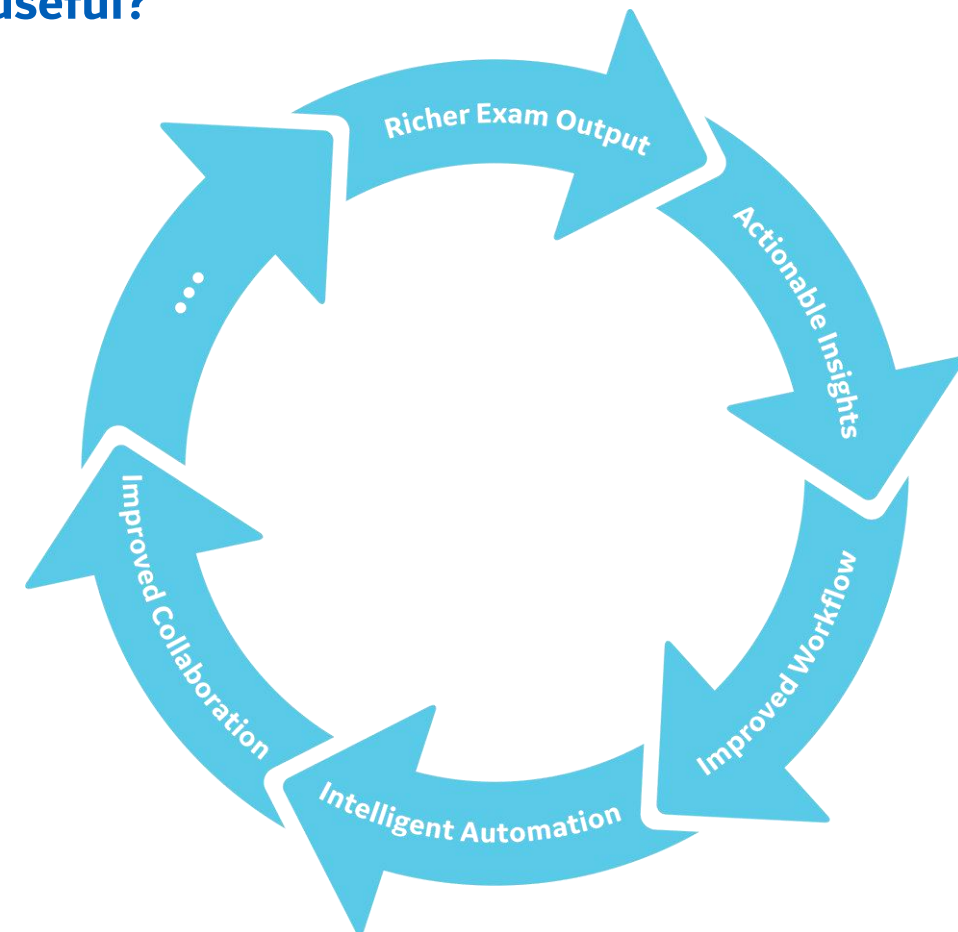 useful?
Richer Exam Output
Actionable Insights
Improved Workflow
Intelligent Automation
Improved Collaboration
...